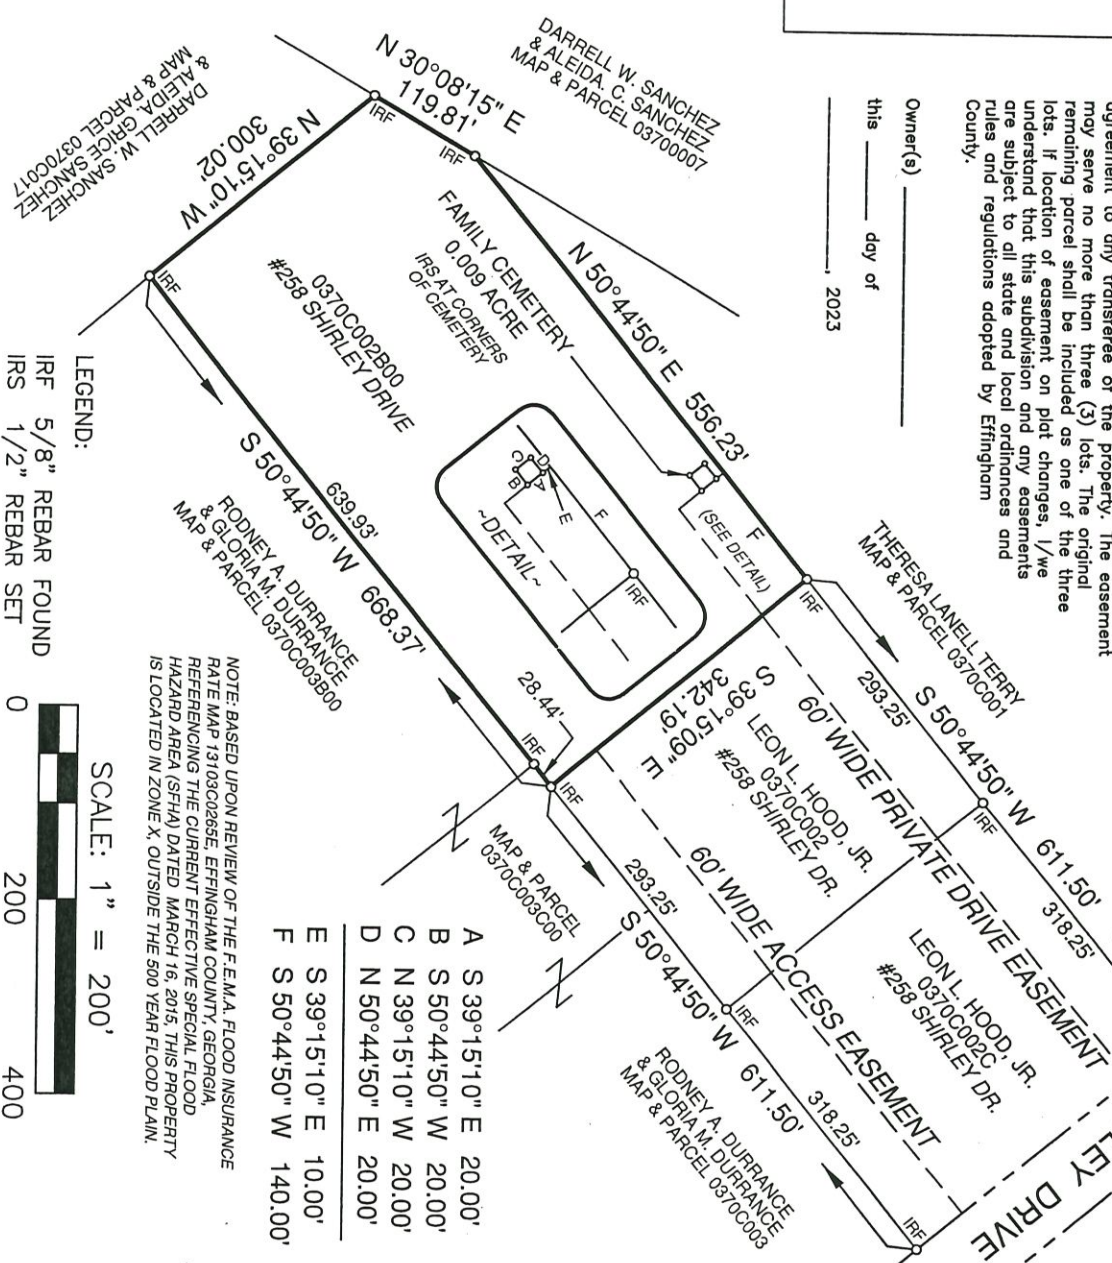 agreement to any transferee of the property. The easement
may serve no more than three (3) lots. The original
remaining parcel shall be included as one of the three
lots. If location of easement on plat changes, I/we
understand that this subdivision and any easements
are subject to all state and local ordinances and
rules and regulations adopted by Effingham
County.
Owner(s)
this day of
, 2023
DARRELL W. SANCHEZ
& ALEIDA. C. SANCHEZ
MAP & PARCEL 03700007
N 30°08'15" E
119.81'
IRF
IRF
DARRELL W. SANCHEZ
& ALEIDA. GRICE SANCHEZ
MAP & PARCEL 0370C017
N 39°15'10" W
300.02'
IRF
N 50°44'50" E 556.23'
FAMILY CEMETERY
0.009 ACRE
IRS AT CORNERS
OF CEMETERY
0370C002B00
#258 SHIRLEY DRIVE
F
(SEE DETAIL)
IRF
D
C
A
B
E
F
IRF
~DETAIL~
THERESA LANELL TERRY
MAP & PARCEL 0370C001
S 50°44'50" W 611.50'
293.25'
318.25'
IRF
60' WIDE PRIVATE DRIVE EASEMENT
S 39°15'09" E
342.19'
LEON L. HOOD, JR.
0370C002
#258 SHIRLEY DR.
LEON L. HOOD, JR.
0370C002C
#258 SHIRLEY DR.
60' WIDE ACCESS EASEMENT
EY DRIVE
639.93'
S 50°44'50" W 668.37'
28.44'
IRF
IRF
RODNEY A. DURRANCE
& GLORIA M. DURRANCE
MAP & PARCEL 0370C003B00
MAP & PARCEL
0370C003C00
293.25'
318.25'
S 50°44'50" W 611.50'
IRF
IRF
RODNEY A. DURRANCE
& GLORIA M. DURRANCE
MAP & PARCEL 0370C003
LEGEND:
IRF 5/8" REBAR FOUND
IRS 1/2" REBAR SET
NOTE: BASED UPON REVIEW OF THE F.E.M.A. FLOOD INSURANCE
RATE MAP 13103C0265E, EFFINGHAM COUNTY, GEORGIA,
REFERENCING THE CURRENT EFFECTIVE SPECIAL FLOOD
HAZARD AREA (SFHA) DATED MARCH 16, 2015, THIS PROPERTY
IS LOCATED IN ZONE X, OUTSIDE THE 500 YEAR FLOOD PLAIN.
A S 39°15'10" E 20.00'
B S 50°44'50" W 20.00'
C N 39°15'10" W 20.00'
D N 50°44'50" E 20.00'
E S 39°15'10" E 10.00'
F S 50°44'50" W 140.00'
SCALE: 1" = 200'
0 200 400